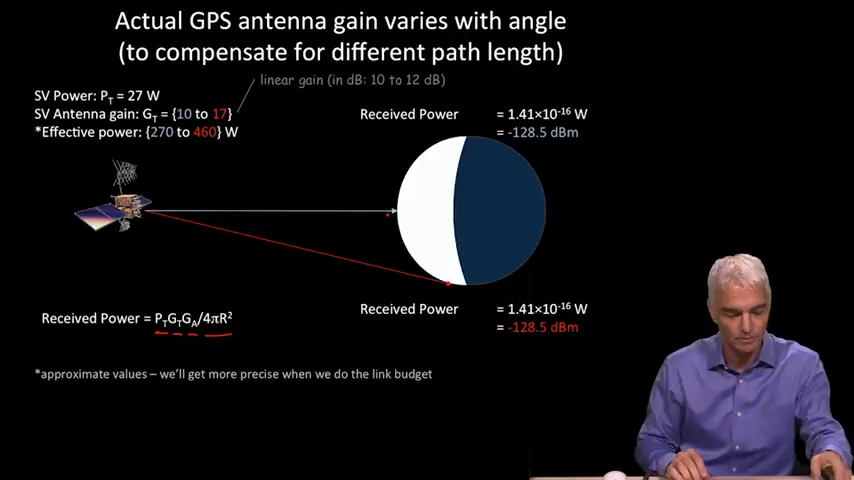 Actual GPS antenna gain varies with angle
(to compensate for different path length)
linear gain (in dB: 10 to 12 dB)
SV Power: P_T = 27 W
SV Antenna gain: G_T = {10 to 17}
*Effective power: {270 to 460} W
Received Power = 1.41×10⁻¹⁶ W
= -128.5 dBm
Received Power = 1.41×10⁻¹⁶ W
= -128.5 dBm
Received Power = P_TG_TG_A/4πR²
*approximate values – we'll get more precise when we do the link budget